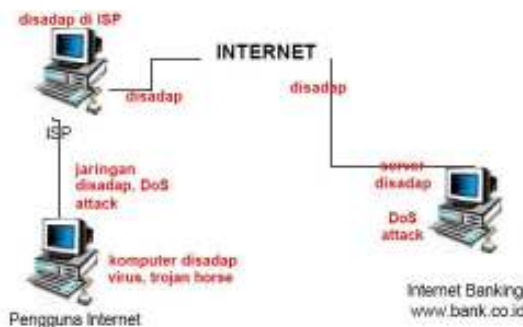 disadap di ISP
INTERNET
disadap
disadap
ISP
jaringan
disadap, DoS
attack
server
disadap
DoS
attack
komputer disadap
virus, trojan horse
Pengguna Internet
Internet Banking
www.bank.co.id